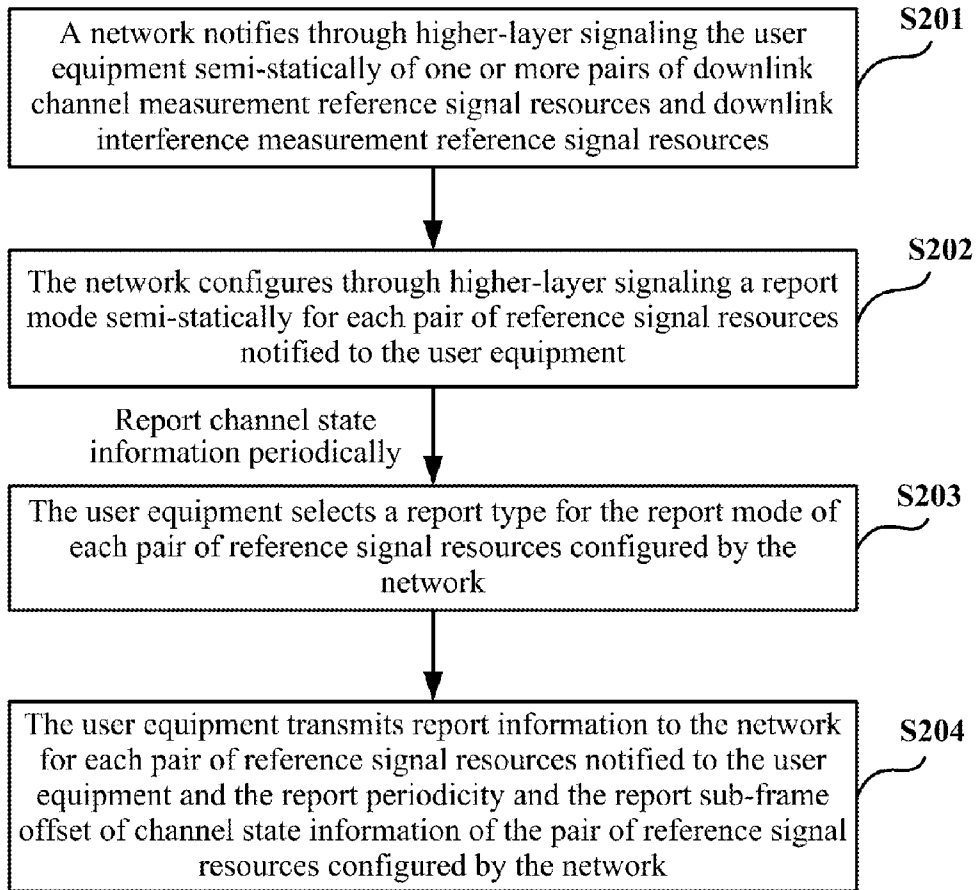 S201
A network notifies through higher-layer signaling the user
equipment semi-statically of one or more pairs of downlink
channel measurement reference signal resources and downlink
interference measurement reference signal resources
S202
The network configures through higher-layer signaling a report
mode semi-statically for each pair of reference signal resources
notified to the user equipment
Report channel state
information periodically
S203
The user equipment selects a report type for the report mode of
each pair of reference signal resources configured by the
network
S204
The user equipment transmits report information to the network
for each pair of reference signal resources notified to the user
equipment and the report periodicity and the report sub-frame
offset of channel state information of the pair of reference signal
resources configured by the network